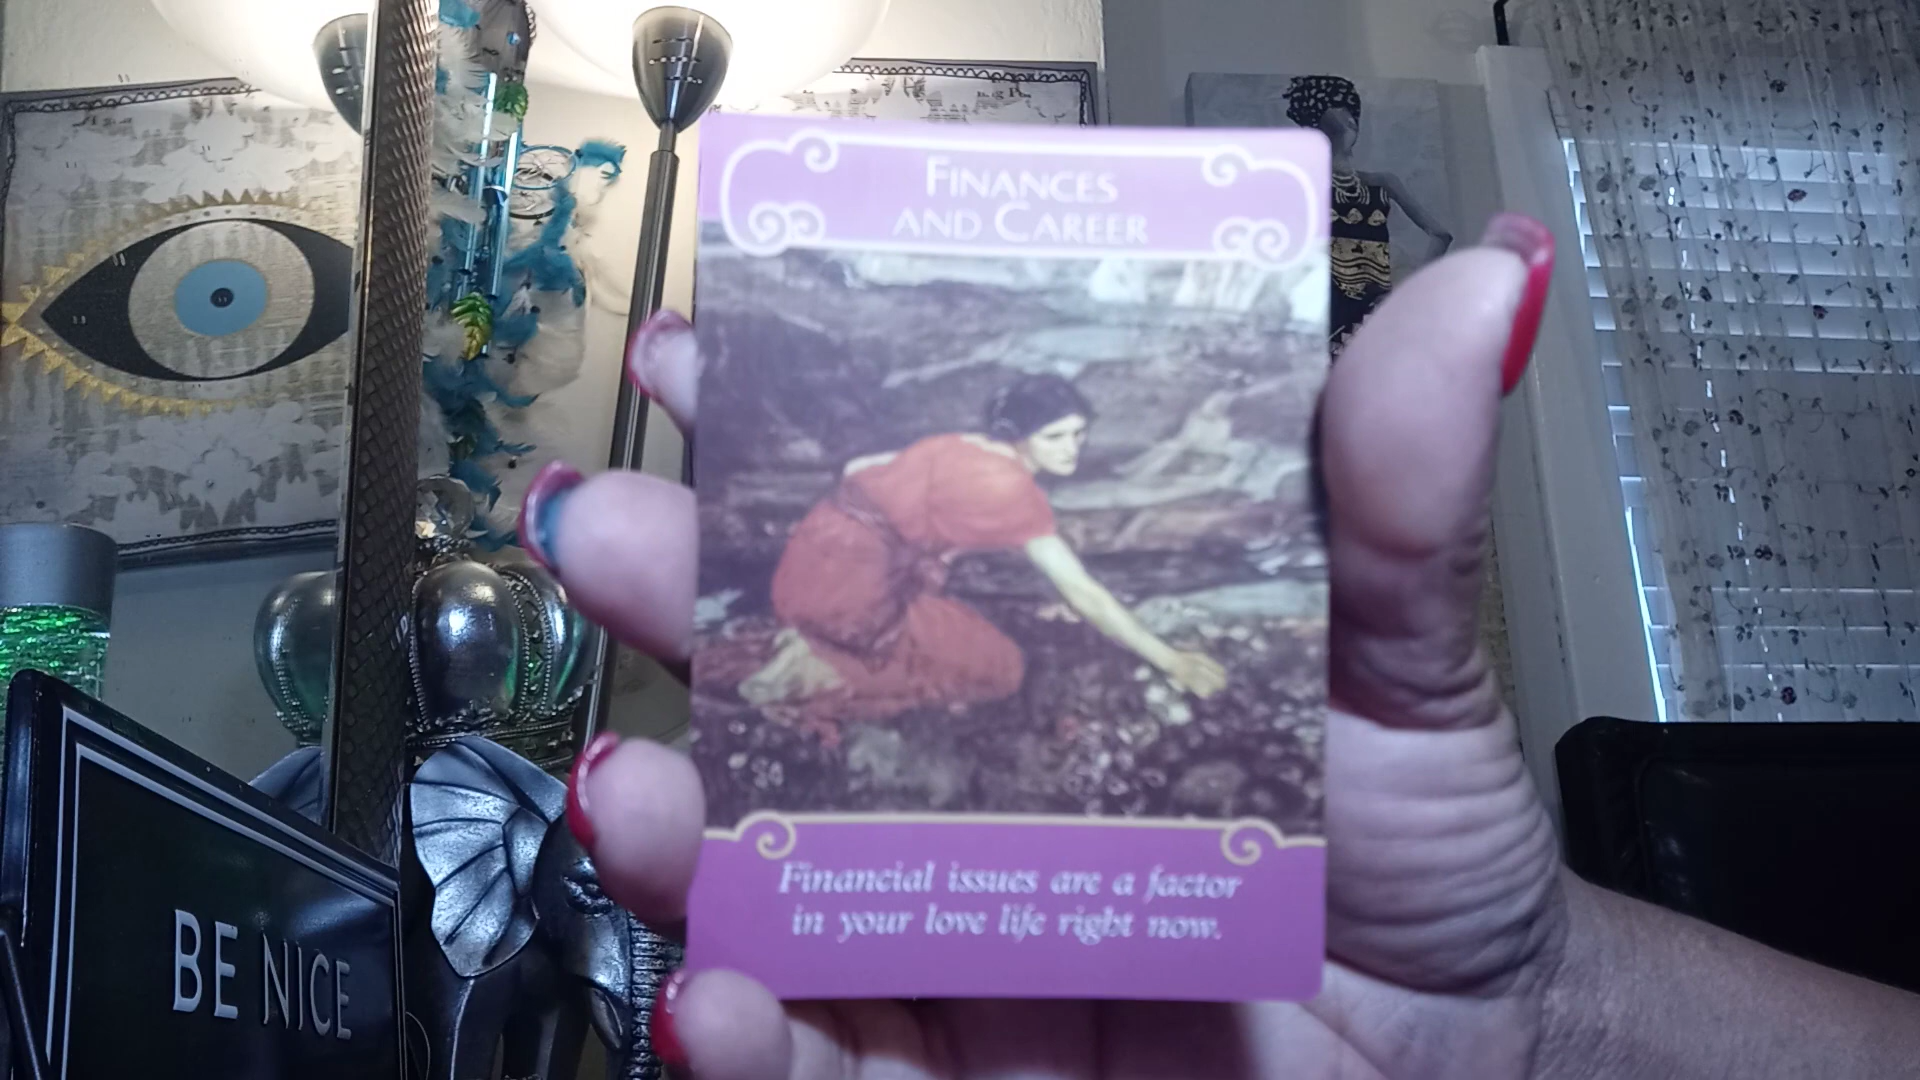 FINANCES
AND CAREER
Financial issues are a factor
in your love life right now.
BE NICE